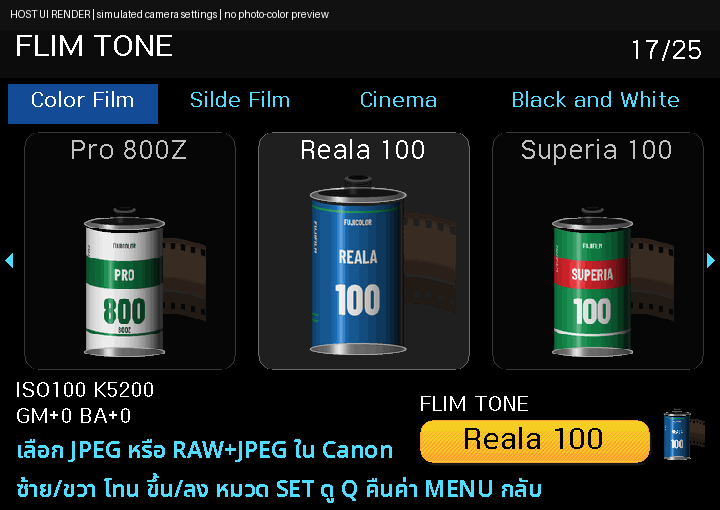 HOST UI RENDER | simulated camera settings | no photo-color preview
FLIM TONE
17/25
Color Film
Silde Film
Cinema
Black and White
Pro 800Z
Reala 100
Superia 100
FUJICOLOR
PRO
800
800Z
FUJIFILM
FUJICOLOR
REALA
100
FUJIFILM
SUPERIA
100
ISO100 K5200
GM+0 BA+0
FLIM TONE
Reala 100
REALA
100
เลือก JPEG หรือ RAW+JPEG ใน Canon
ซ้าย/ขวา โทน ขึ้น/ลง หมวด SET ดู Q คืนค่า MENU กลับ